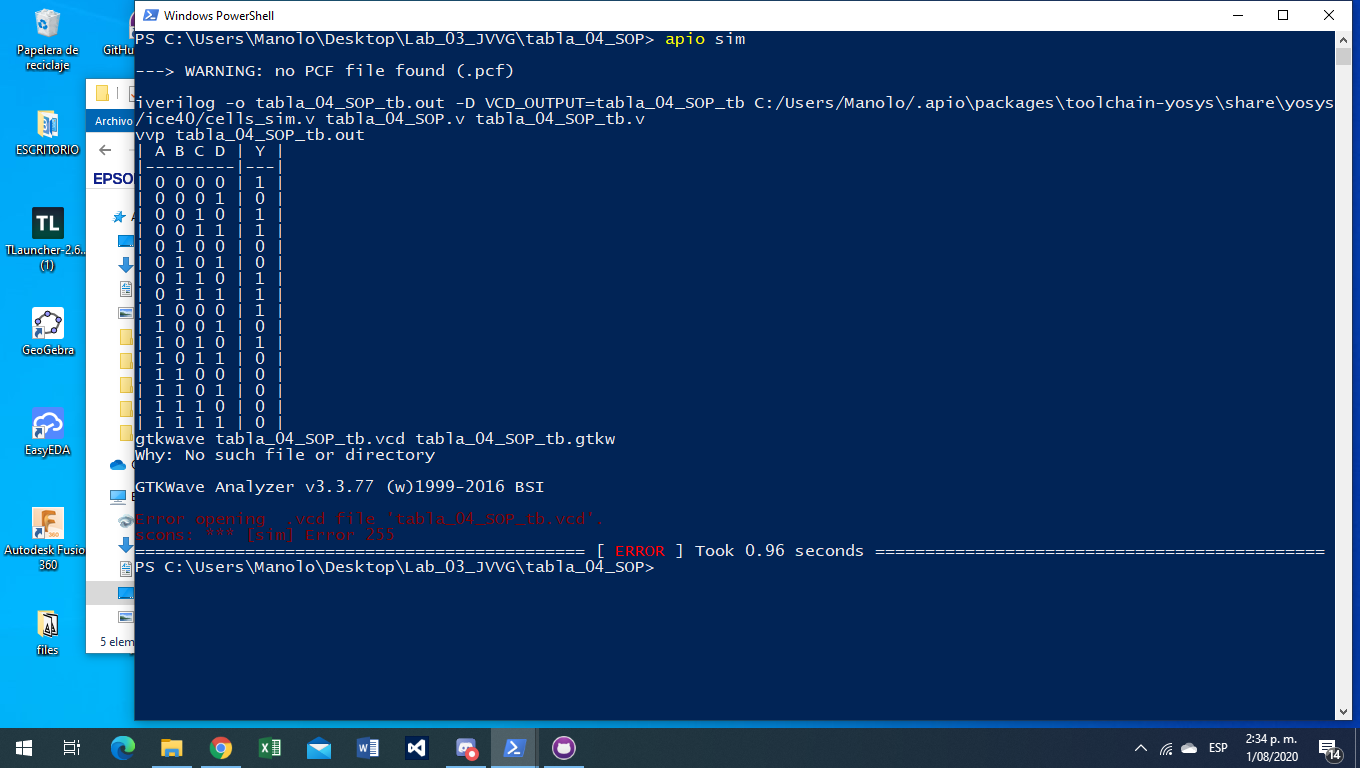 Papelera de
reciclaje
GitHu
ESCRITORIO
TL
TLauncher-2.6...
(1)
GeoGebra
EasyEDA
Autodesk Fusio
360
files
Archivo
EPSO
5 elem
Windows PowerShell
PS C:\Users\Manolo\Desktop\Lab_03_JVVG\tabla_04_SOP> apio sim
---> WARNING: no PCF file found (.pcf)
iverilog -o tabla_04_SOP_tb.out -D VCD_OUTPUT=tabla_04_SOP_tb C:/Users/Manolo/.apio\packages\toolchain-yosys\share\yosys
/ice40/cells_sim.v tabla_04_SOP.v tabla_04_SOP_tb.v
vvp tabla_04_SOP_tb.out
| A B C D | Y |
|---------|---|
| 0 0 0 0 | 1 |
| 0 0 0 1 | 0 |
| 0 0 1 0 | 1 |
| 0 0 1 1 | 1 |
| 0 1 0 0 | 0 |
| 0 1 0 1 | 0 |
| 0 1 1 0 | 1 |
| 0 1 1 1 | 1 |
| 1 0 0 0 | 1 |
| 1 0 0 1 | 0 |
| 1 0 1 0 | 1 |
| 1 0 1 1 | 0 |
| 1 1 0 0 | 0 |
| 1 1 0 1 | 0 |
| 1 1 1 0 | 0 |
| 1 1 1 1 | 0 |
gtkwave tabla_04_SOP_tb.vcd tabla_04_SOP_tb.gtkw
Why: No such file or directory
GTKWave Analyzer v3.3.77 (w)1999-2016 BSI
Error opening  .vcd file 'tabla_04_SOP_tb.vcd'.
scons: *** [sim] Error 255
============================================= [ ERROR ] Took 0.96 seconds =============================================
PS C:\Users\Manolo\Desktop\Lab_03_JVVG\tabla_04_SOP>
ESP
2:34 p. m.
1/08/2020
14